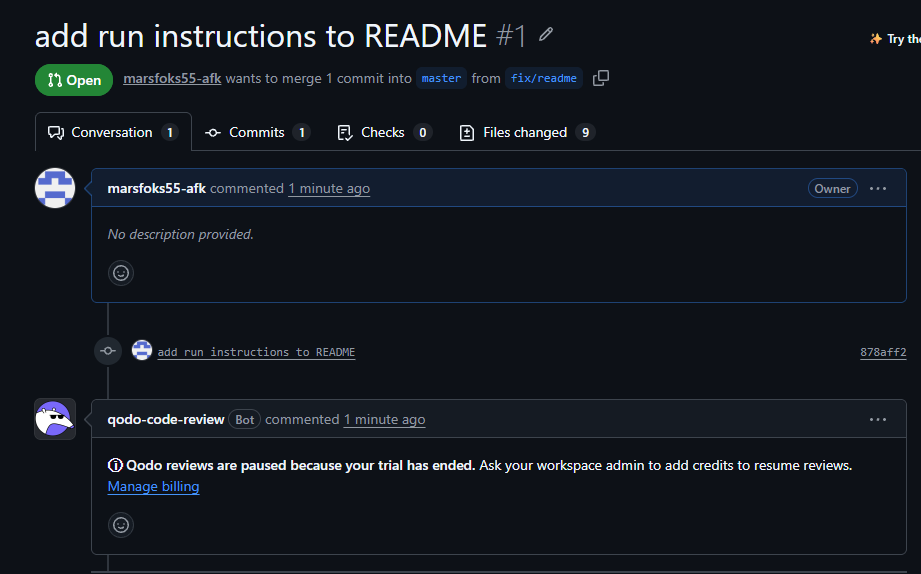 add run instructions to README #1
Try the
Open marsfoks55-afk wants to merge 1 commit into master from fix/readme
Conversation 1 Commits 1 Checks 0 Files changed 9
marsfoks55-afk commented 1 minute ago Owner
No description provided.
add run instructions to README 878aff2
qodo-code-review Bot commented 1 minute ago
Qodo reviews are paused because your trial has ended. Ask your workspace admin to add credits to resume reviews.
Manage billing